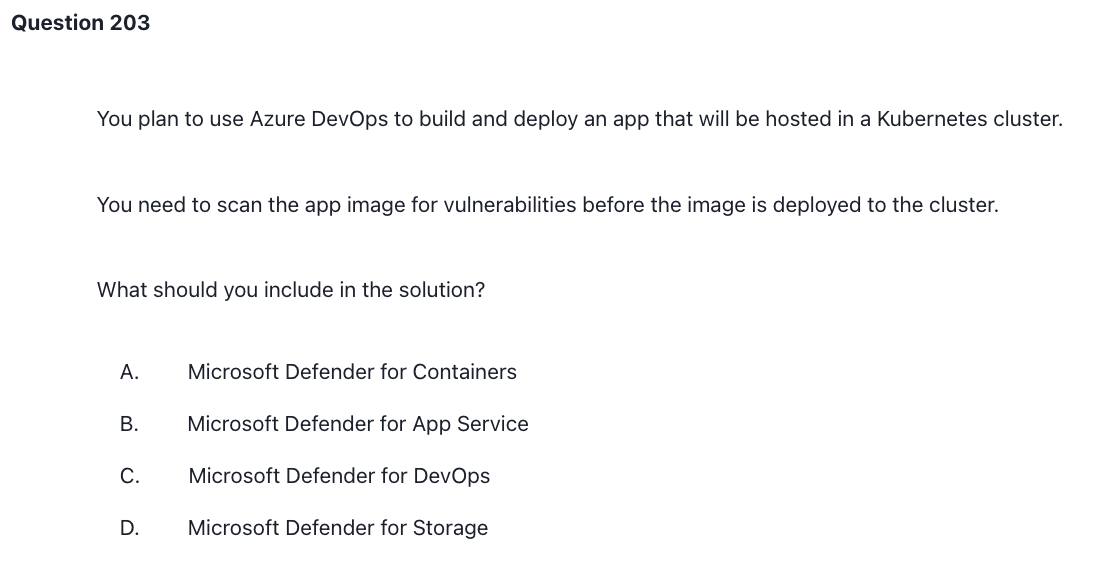 Question 203
You plan to use Azure DevOps to build and deploy an app that will be hosted in a Kubernetes cluster.
You need to scan the app image for vulnerabilities before the image is deployed to the cluster.
What should you include in the solution?
A. Microsoft Defender for Containers
B. Microsoft Defender for App Service
C. Microsoft Defender for DevOps
D. Microsoft Defender for Storage